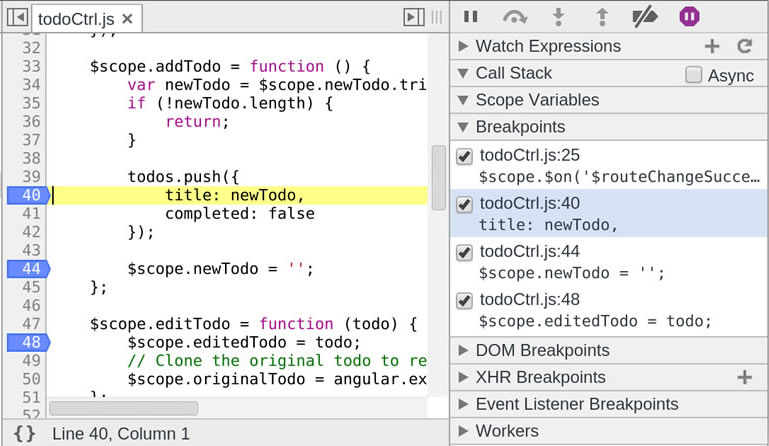 todoCtrl.js ×
32
33 $scope.addTodo = function () {
34 var newTodo = $scope.newTodo.tri
35 if (!newTodo.length) {
36 return;
37 }
38
39 todos.push({
40 title: newTodo,
41 completed: false
42 });
43
44 $scope.newTodo = '';
45 };
46
47 $scope.editTodo = function (todo) {
48 $scope.editedTodo = todo;
49 // Clone the original todo to re
50 $scope.originalTodo = angular.ex
51 };
52
{} Line 40, Column 1
Watch Expressions
Call Stack Async
Scope Variables
Breakpoints
todoCtrl.js:25
$scope.$on('$routeChangeSucce…
todoCtrl.js:40
title: newTodo,
todoCtrl.js:44
$scope.newTodo = '';
todoCtrl.js:48
$scope.editedTodo = todo;
DOM Breakpoints
XHR Breakpoints
Event Listener Breakpoints
Workers